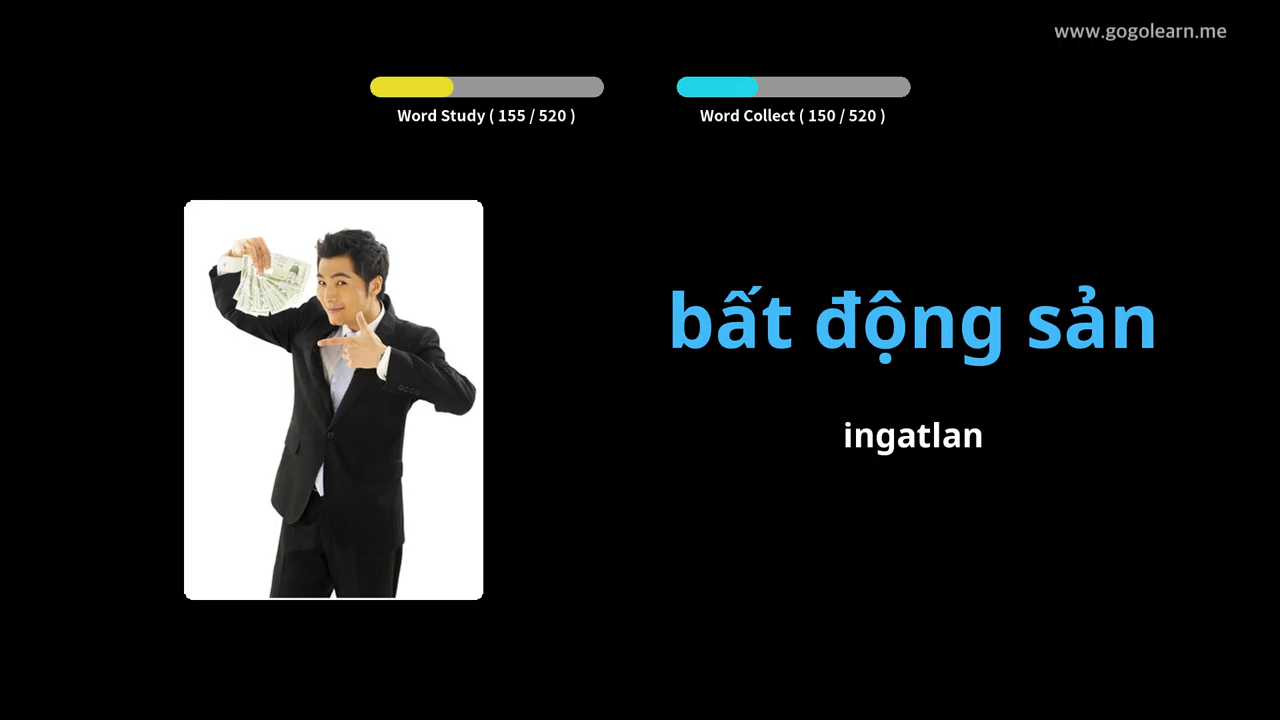 www.gogolearn.me
Word Study ( 155 / 520 )
Word Collect ( 150 / 520 )
bất động sản
ingatlan